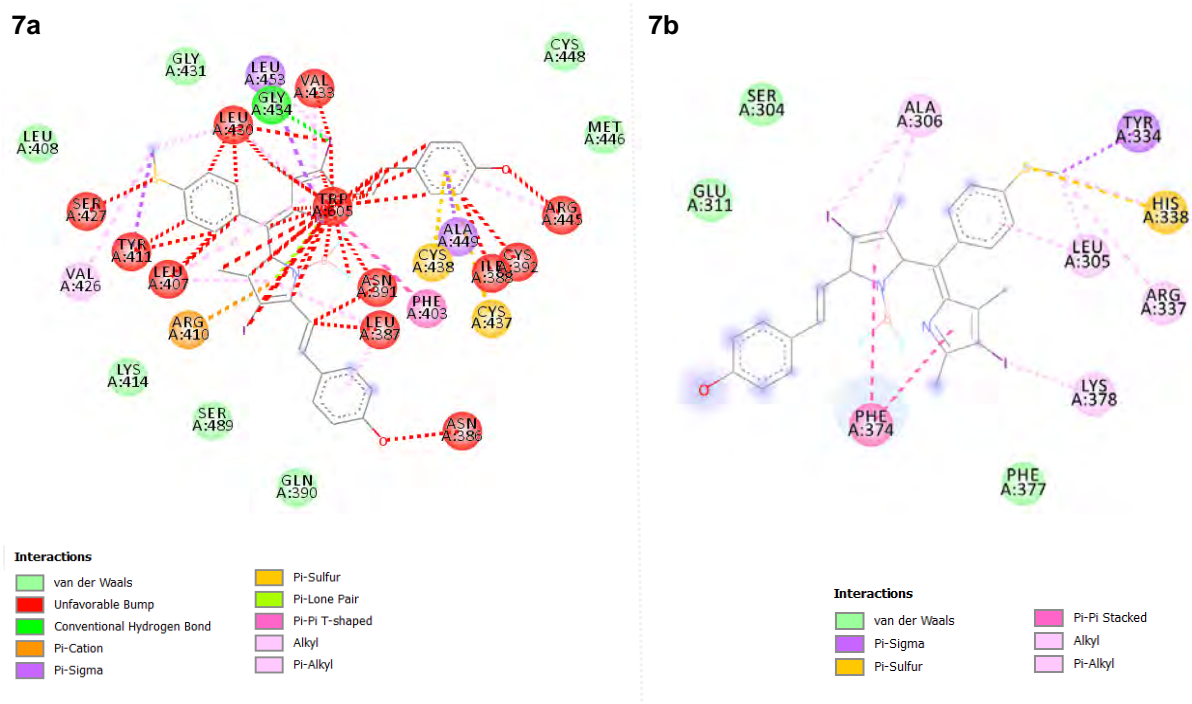 7a
GLY
A:431
LEU
A:453
VAL
A:433
CYS
A:448
GLY
A:434
LEU
A:430
LEU
A:408
MET
A:446
SER
A:427
TRP
A:605
ARG
A:445
TYR
A:411
ALA
A:449
VAL
A:426
LEU
A:407
CYS
A:438
ILE
A:388
CYS
A:392
ASN
A:391
PHE
A:403
CYS
A:437
ARG
A:410
LEU
A:387
N
I
LYS
A:414
SER
A:489
ASN
A:386
GLN
A:390
S
O
B
O
Interactions
van der Waals
Unfavorable Bump
Conventional Hydrogen Bond
Pi-Cation
Pi-Sigma
Pi-Sulfur
Pi-Lone Pair
Pi-Pi T-shaped
Alkyl
Pi-Alkyl
7b
SER
A:304
ALA
A:306
TYR
A:334
GLU
A:311
HIS
A:338
LEU
A:305
ARG
A:337
LYS
A:378
PHE
A:374
PHE
A:377
I
S
N
B
N
I
O
Interactions
van der Waals
Pi-Sigma
Pi-Sulfur
Pi-Pi Stacked
Alkyl
Pi-Alkyl